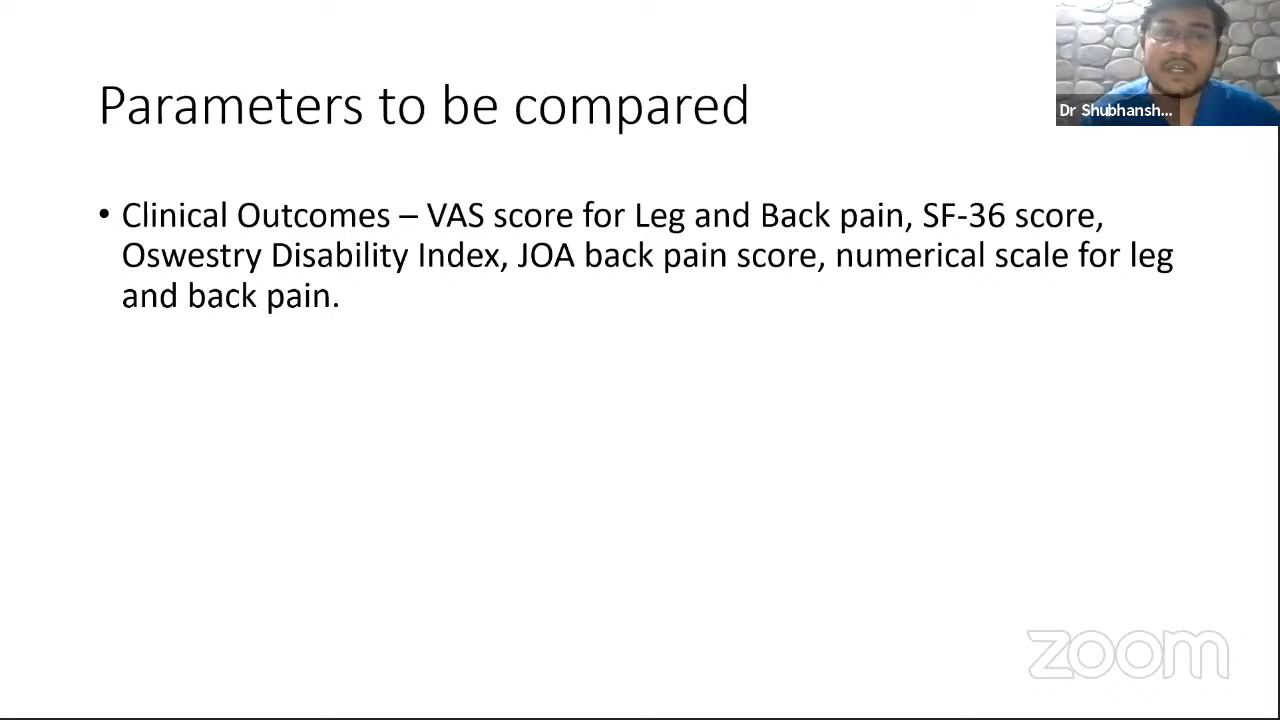 Parameters to be compared
Dr Shubhansh...
• Clinical Outcomes – VAS score for Leg and Back pain, SF-36 score,
Oswestry Disability Index, JOA back pain score, numerical scale for leg
and back pain.
zoom